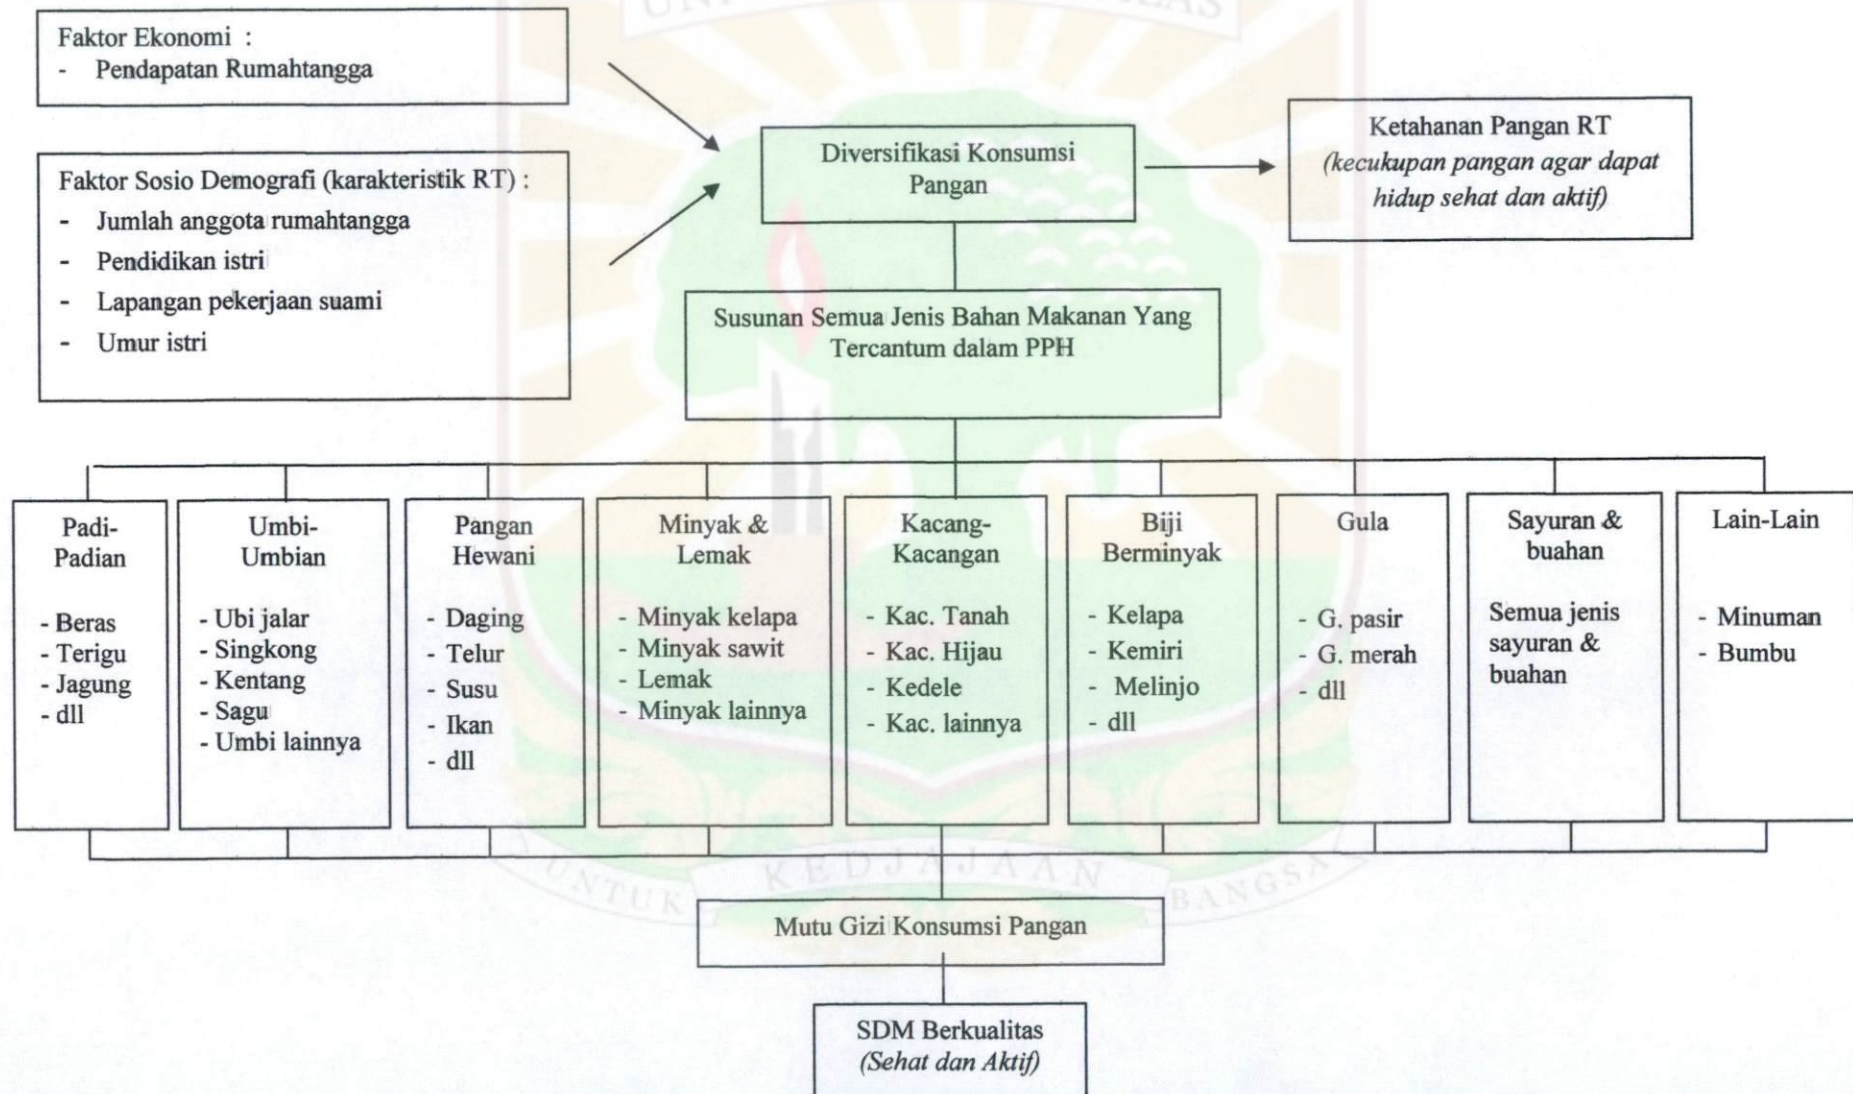 Faktor Ekonomi :
- Pendapatan Rumahtangga
Faktor Sosio Demografi (karakteristik RT) :
- Jumlah anggota rumahtangga
- Pendidikan istri
- Lapangan pekerjaan suami
- Umur istri
Diversifikasi Konsumsi
Pangan
Ketahanan Pangan RT
(kecukupan pangan agar dapat
hidup sehat dan aktif)
Susunan Semua Jenis Bahan Makanan Yang
Tercantum dalam PPH
Padi-
Padian
- Beras
- Terigu
- Jagung
- dll
Umbi-
Umbian
- Ubi jalar
- Singkong
- Kentang
- Sagu
- Umbi lainnya
Pangan
Hewani
- Daging
- Telur
- Susu
- Ikan
- dll
Minyak &
Lemak
- Minyak kelapa
- Minyak sawit
- Lemak
- Minyak lainnya
Kacang-
Kacangan
- Kac. Tanah
- Kac. Hijau
- Kedele
- Kac. lainnya
Biji
Berminyak
- Kelapa
- Kemiri
- Melinjo
- dll
Gula
- G. pasir
- G. merah
- dll
Sayuran &
buahan
Semua jenis
sayuran &
buahan
Lain-Lain
- Minuman
- Bumbu
UNTUK KEDJAJAAN BANGSA
Mutu Gizi Konsumsi Pangan
SDM Berkualitas
(Sehat dan Aktif)